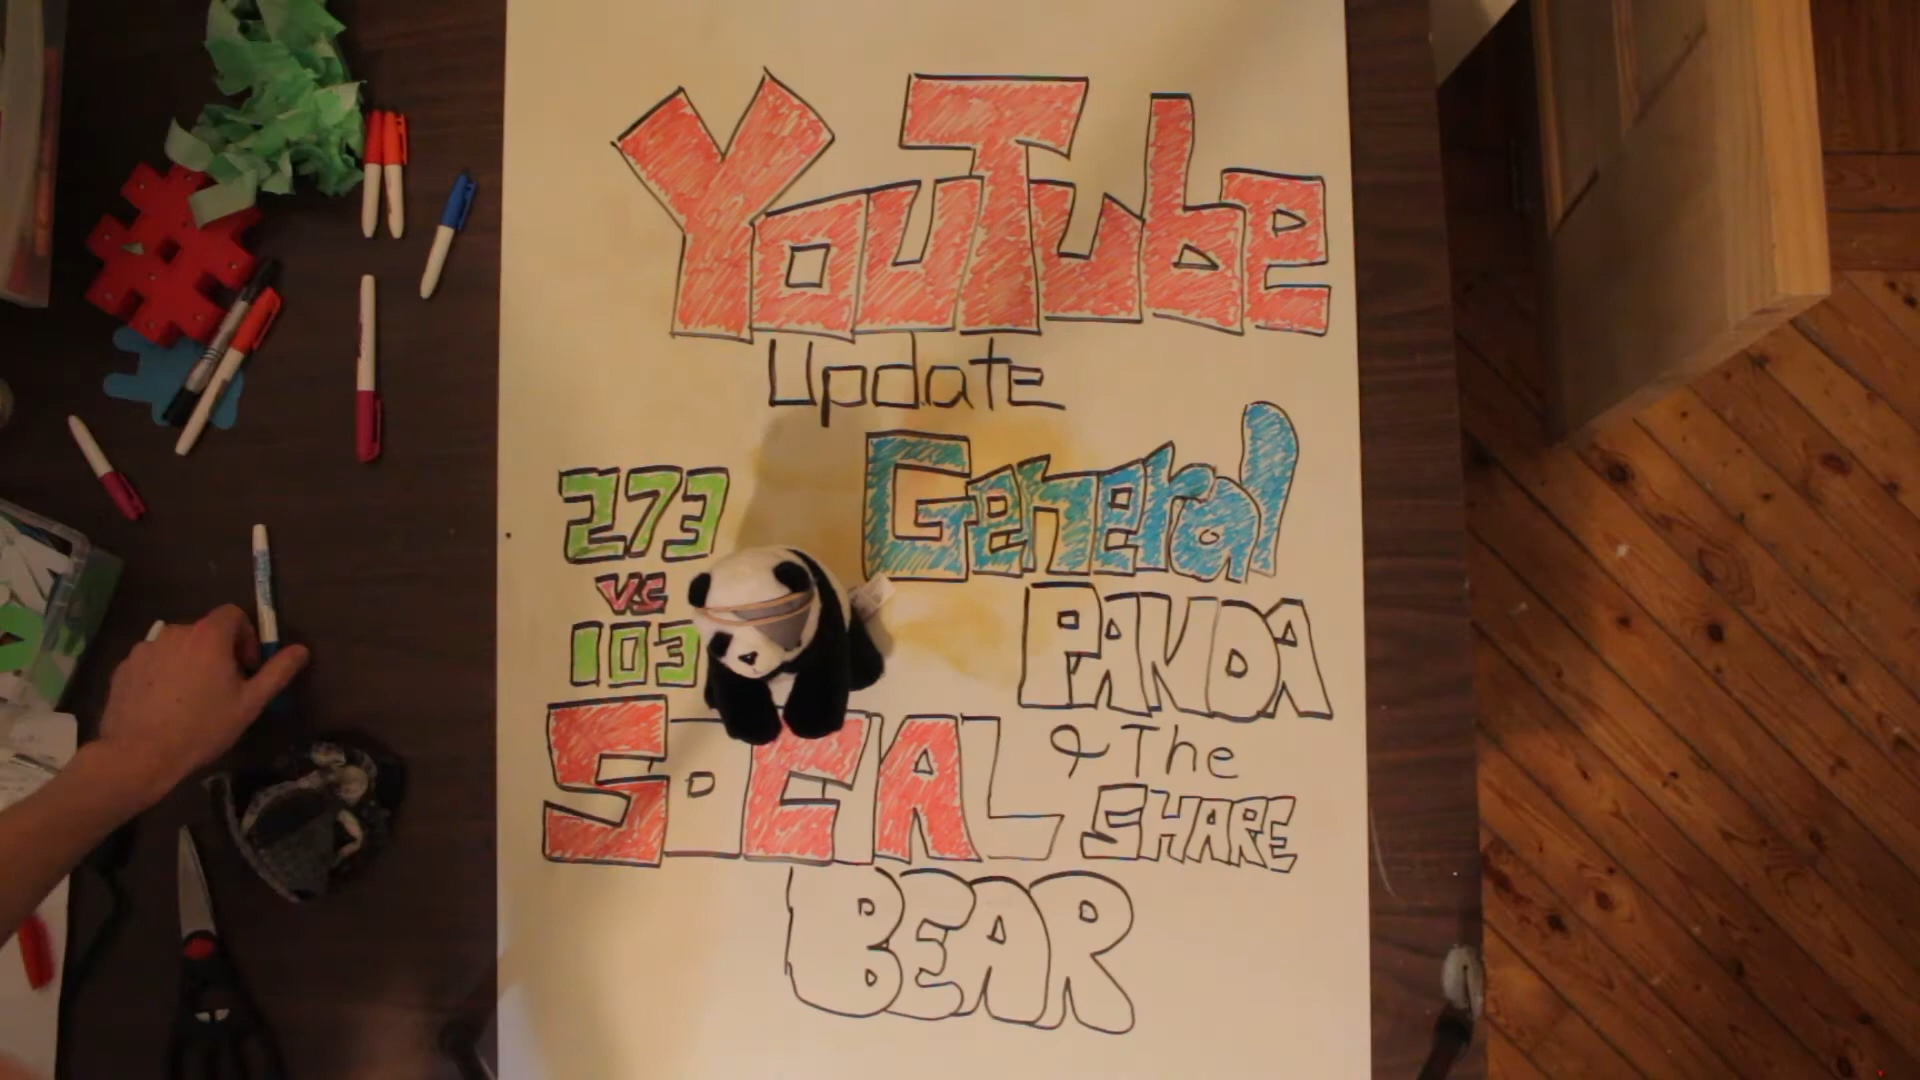 YouTube
Update
273
vs
103
General
PANDA
& The
SHARE
SOCIAL
BEAR